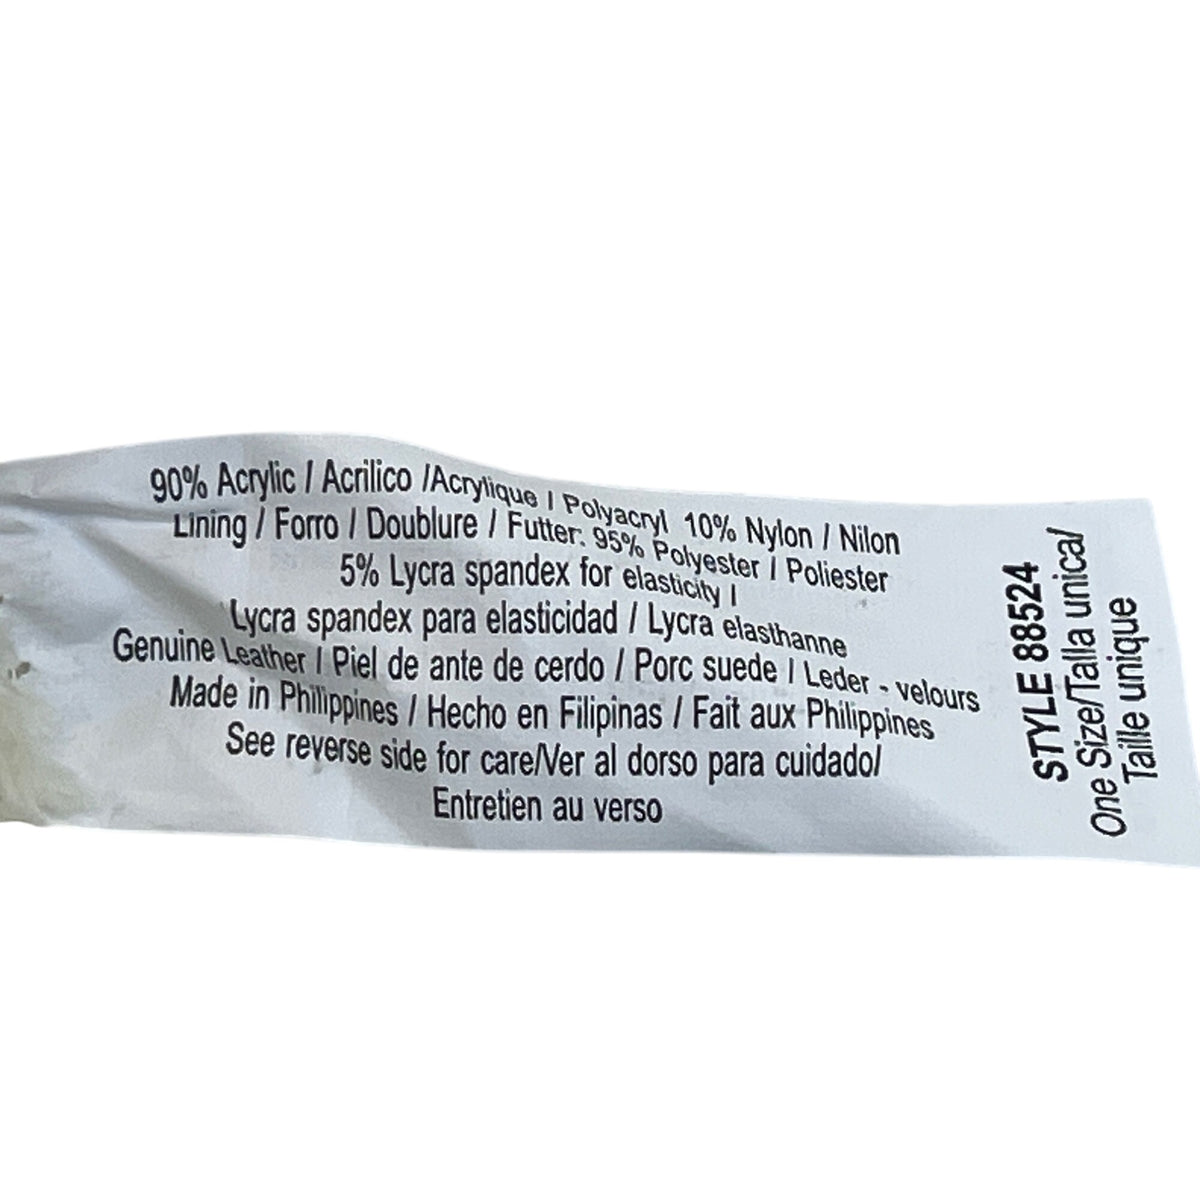 90% Acrylic / Acrilico /Acrylique / Polyacryl 10% Nylon / Nilon
Lining / Forro / Doublure / Futter: 95% Polyester / Poliester
5% Lycra spandex for elasticity /
Lycra spandex para elasticidad / Lycra elasthanne
Genuine Leather / Piel de ante de cerdo / Porc suede / Leder - velours
Made in Philippines / Hecho en Filipinas / Fait aux Philippines
See reverse side for care/Ver al dorso para cuidado/
Entretien au verso
STYLE 88524
One Size/Talla unica/
Taille unique